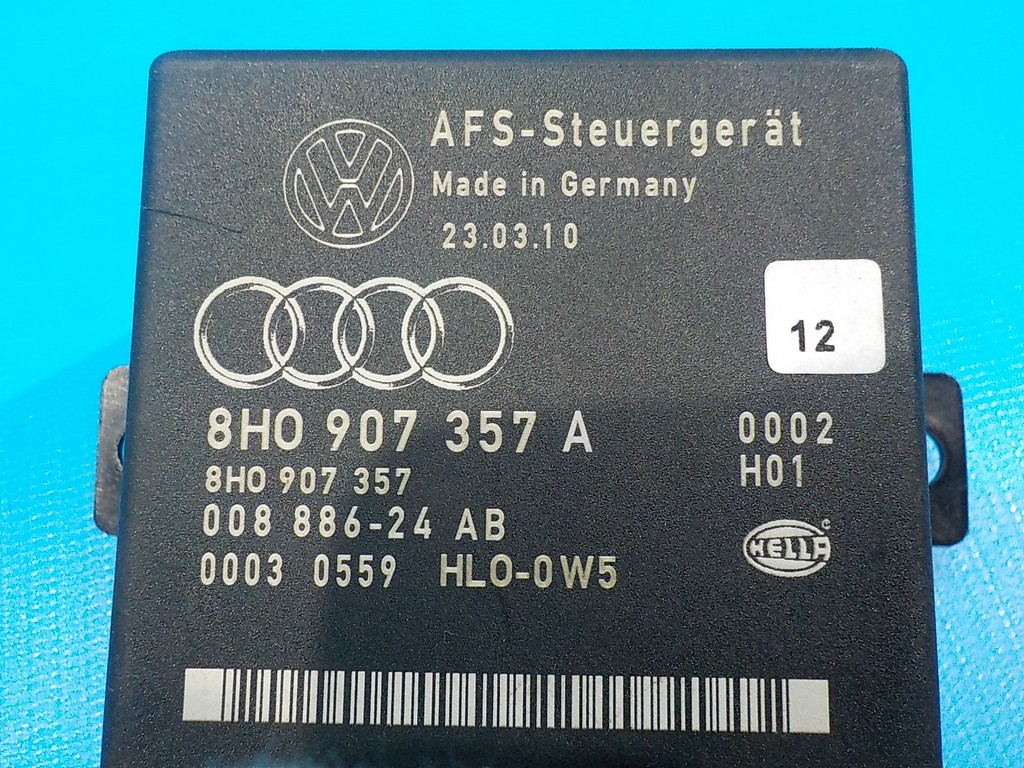 AFS-Steuergerät
Made in Germany
23.03.10
12
8H0 907 357 A 0002
8H0 907 357 H01
008 886-24 AB
HELLA
0003 0559 HLO-0W5